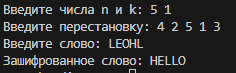 Введите числа n и k: 5 1
Введите перестановку: 4 2 5 1 3
Введите слово: LEOHL
Зашифрованное слово: HELLO